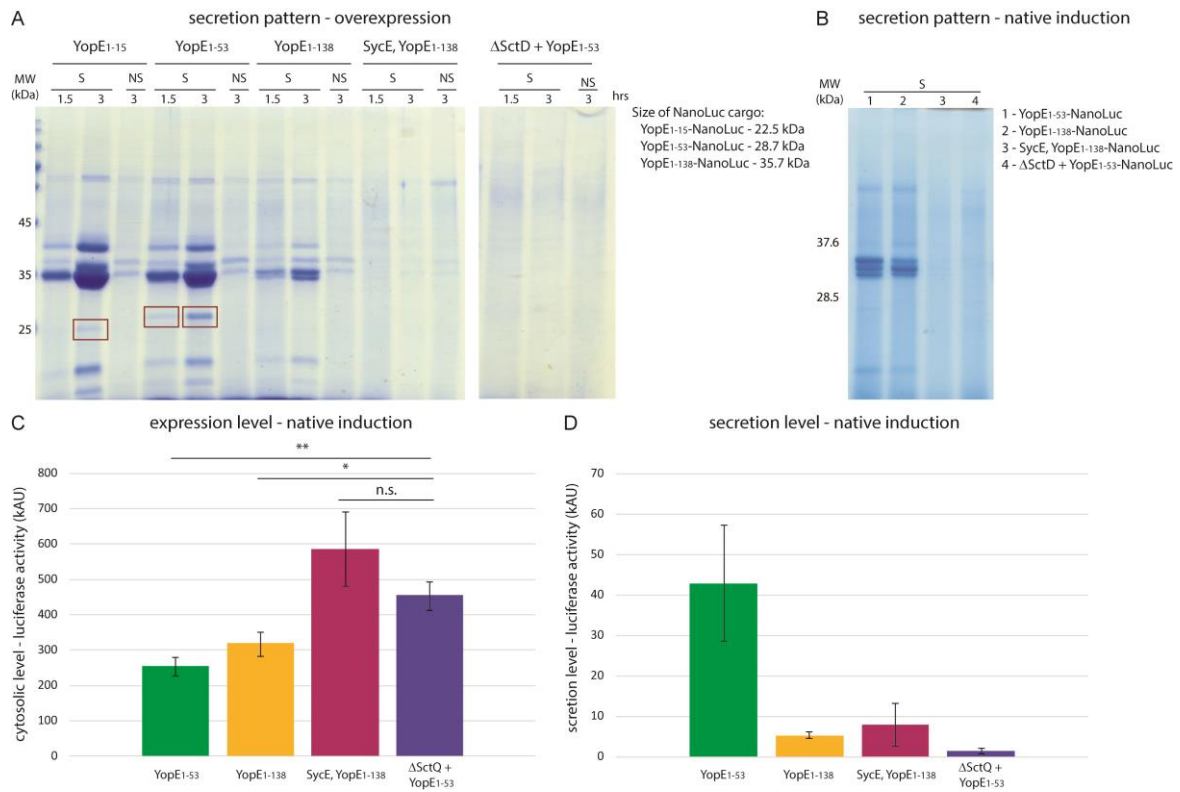 A
secretion pattern - overexpression
YopE1-15
YopE1-53
YopE1-138
SycE, YopE1-138
ΔSctD + YopE1-53
MW
(kDa)
S NS S NS S NS S NS S NS
1.5 3 3 1.5 3 3 1.5 3 3 1.5 3 3 1.5 3 3 hrs
45
35
25
Size of NanoLuc cargo:
YopE1-15-NanoLuc - 22.5 kDa
YopE1-53-NanoLuc - 28.7 kDa
YopE1-138-NanoLuc - 35.7 kDa
B
secretion pattern - native induction
MW
(kDa)
S
1 2 3 4
37.6
28.5
1 - YopE1-53-NanoLuc
2 - YopE1-138-NanoLuc
3 - SycE, YopE1-138-NanoLuc
4 - ΔSctD + YopE1-53-NanoLuc
C
expression level - native induction
**
*
n.s.
cytosolic level - luciferase activity (kAU)
800
700
600
500
400
300
200
100
0
YopE1-53
YopE1-138
SycE, YopE1-138
ΔSctQ +
YopE1-53
D
secretion level - native induction
scretion level - luciferase activity (kAU)
70
60
50
40
30
20
10
0
YopE1-53
YopE1-138
SycE, YopE1-138
ΔSctQ +
YopE1-53